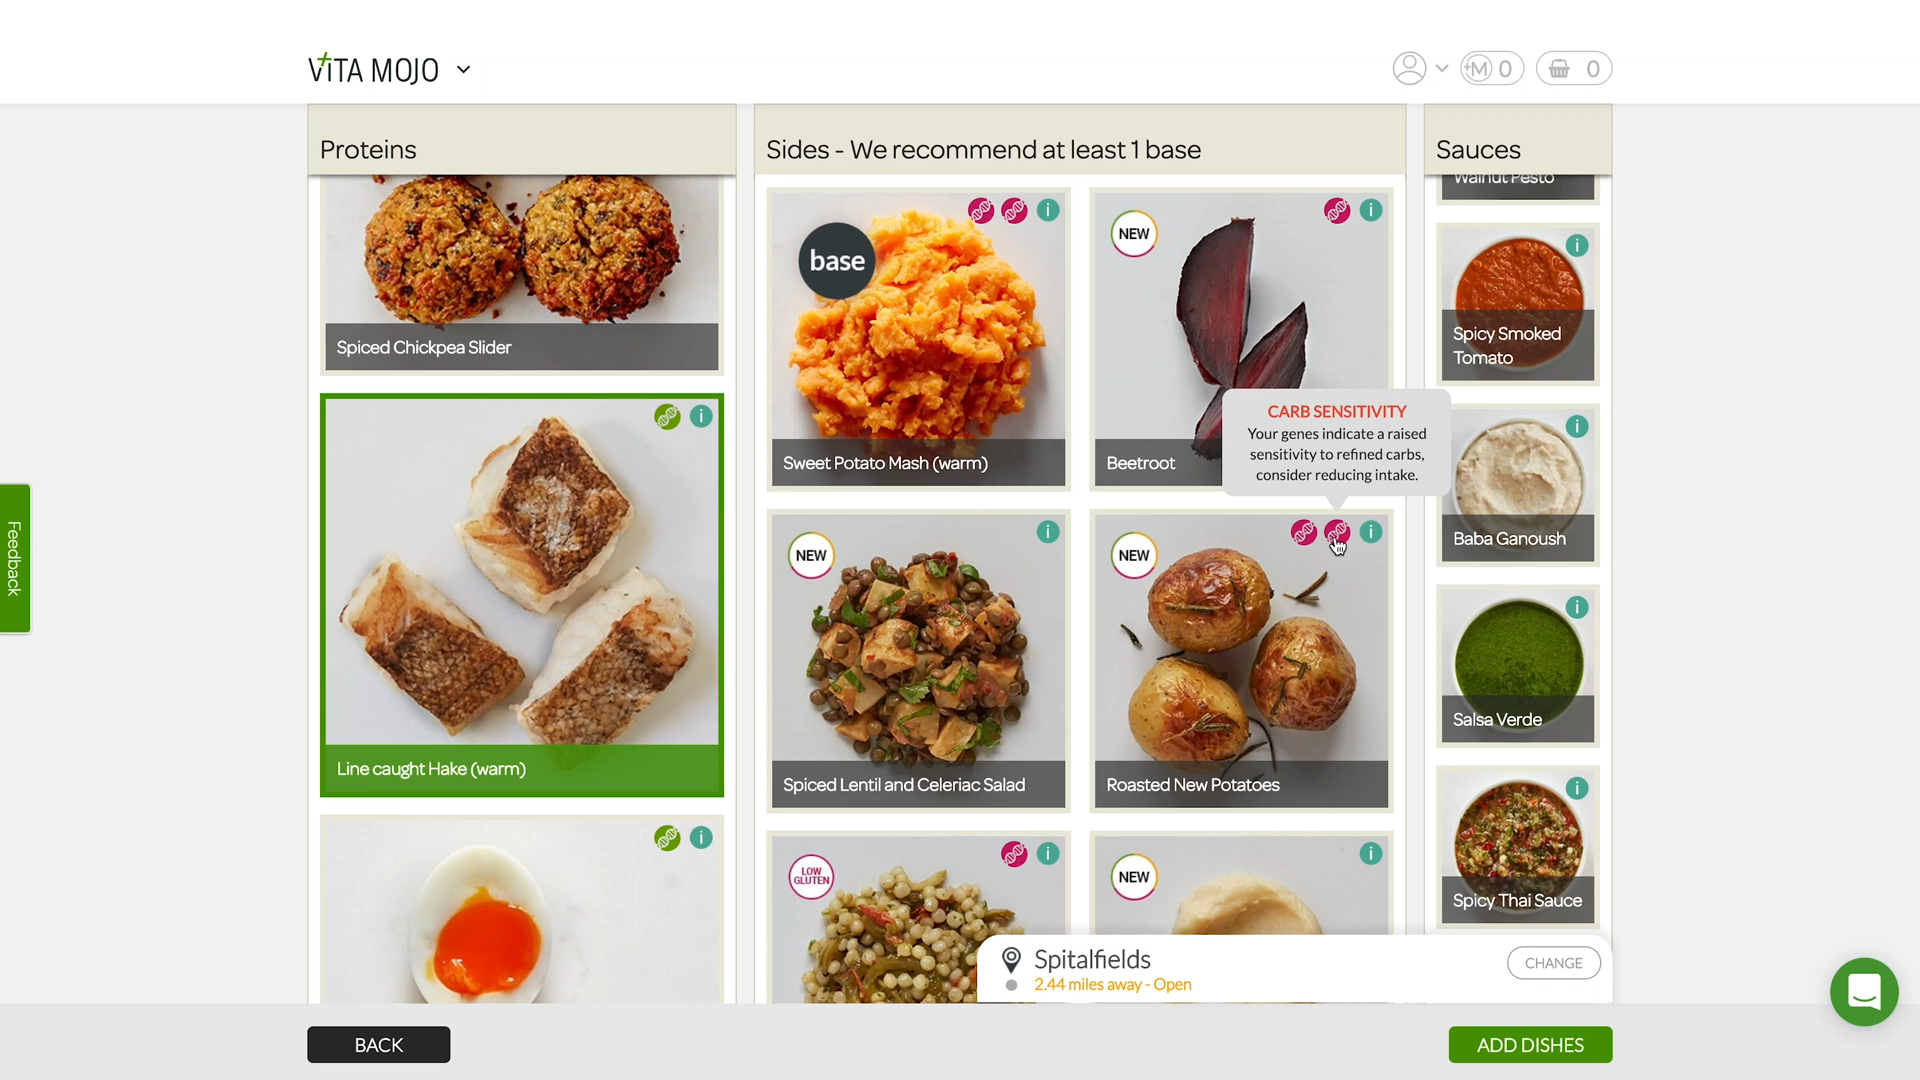 VITA MOJO
M 0
0
Proteins
Sides - We recommend at least 1 base
Sauces
Walnut Pesto
Spiced Chickpea Slider
base
Sweet Potato Mash (warm)
NEW
Beetroot
CARB SENSITIVITY
Your genes indicate a raised
sensitivity to refined carbs,
consider reducing intake.
Spicy Smoked
Tomato
Baba Ganoush
Line caught Hake (warm)
NEW
Spiced Lentil and Celeriac Salad
NEW
Roasted New Potatoes
Salsa Verde
Spicy Thai Sauce
LOW
GLUTEN
NEW
Spitalfields
2.44 miles away - Open
CHANGE
Feedback
BACK
ADD DISHES